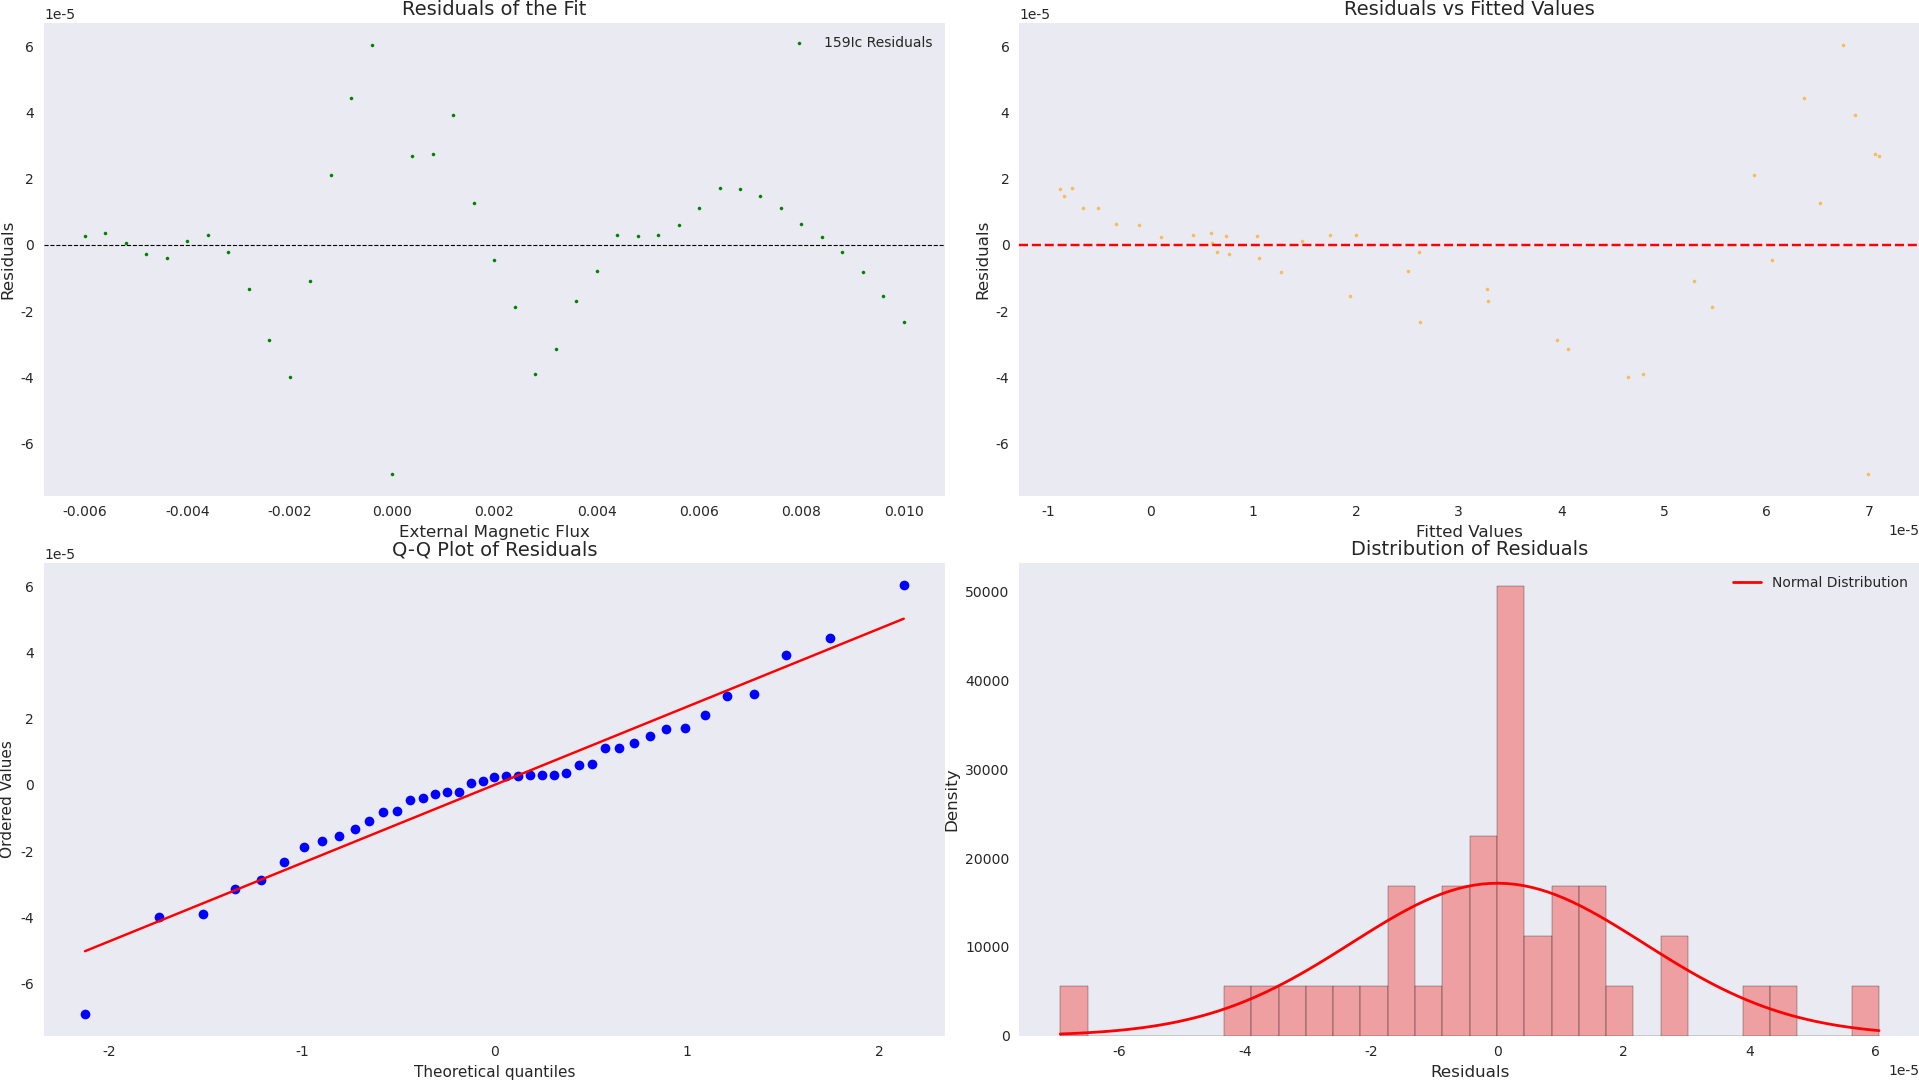 Residuals of the Fit
1e-5
159Ic Residuals
Residuals
6
4
2
0
-2
-4
-6
-0.006 -0.004 -0.002 0.000 0.002 0.004 0.006 0.008 0.010
External Magnetic Flux
Residuals vs Fitted Values
1e-5
Residuals
6
4
2
0
-2
-4
-6
-1 0 1 2 3 4 5 6 7
1e-5
Fitted Values
Q-Q Plot of Residuals
1e-5
Ordered Values
6
4
2
0
-2
-4
-6
-2 -1 0 1 2
Theoretical quantiles
Distribution of Residuals
Normal Distribution
Density
50000
40000
30000
20000
10000
0
-6 -4 -2 0 2 4 6
1e-5
Residuals